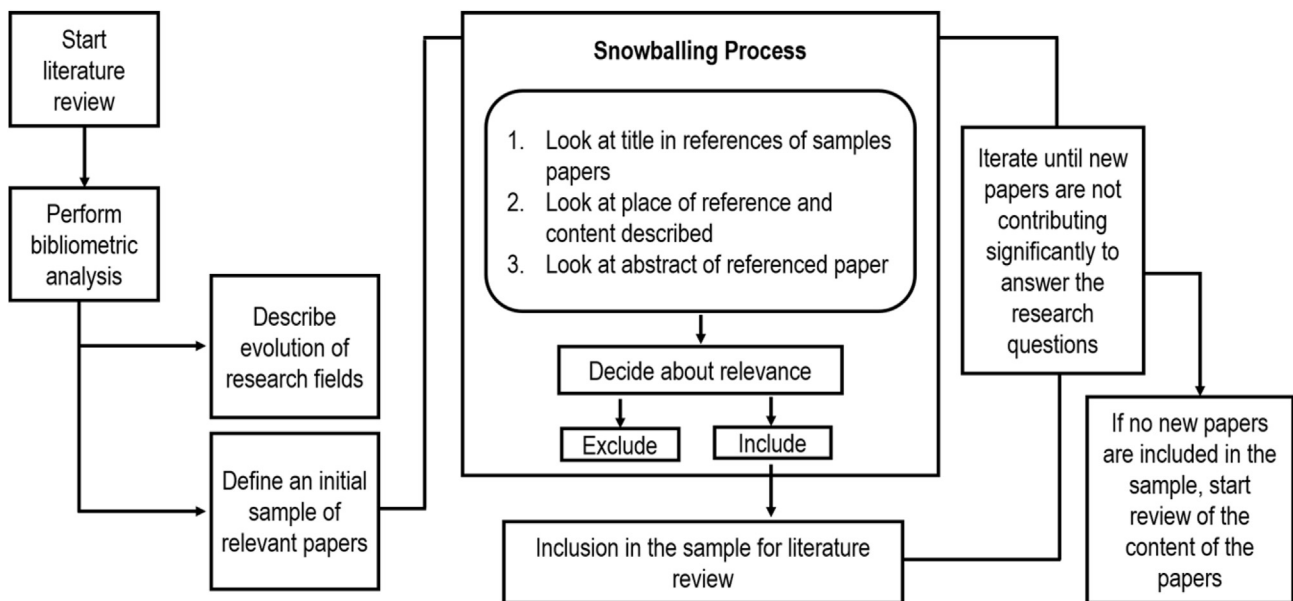 Start
literature
review
Perform
bibliometric
analysis
Describe
evolution of
research fields
Define an initial
sample of
relevant papers
Snowballing Process
1. Look at title in references of samples
papers
2. Look at place of reference and
content described
3. Look at abstract of referenced paper
Decide about relevance
Exclude
Include
Inclusion in the sample for literature
review
Iterate until new
papers are not
contributing
significantly to
answer the
research
questions
If no new papers
are included in the
sample, start
review of the
content of the
papers